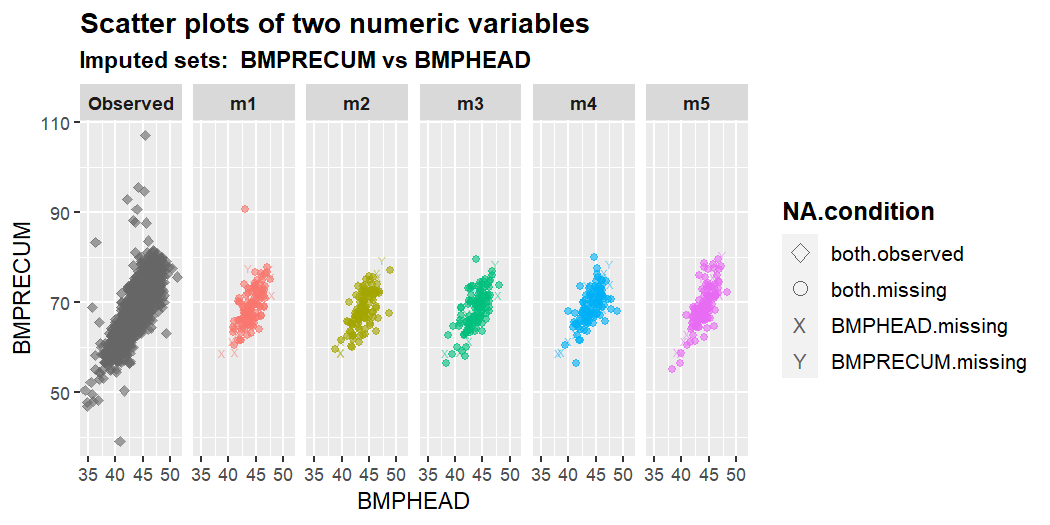 Scatter plots of two numeric variables
Imputed sets:  BMPRECUM vs BMPHEAD
Observed m1 m2 m3 m4 m5
110
90
70
50
BMPRECUM
35 40 45 50 35 40 45 50 35 40 45 50 35 40 45 50 35 40 45 50 35 40 45 50
BMPHEAD
NA.condition
both.observed
both.missing
X BMPHEAD.missing
Y BMPRECUM.missing